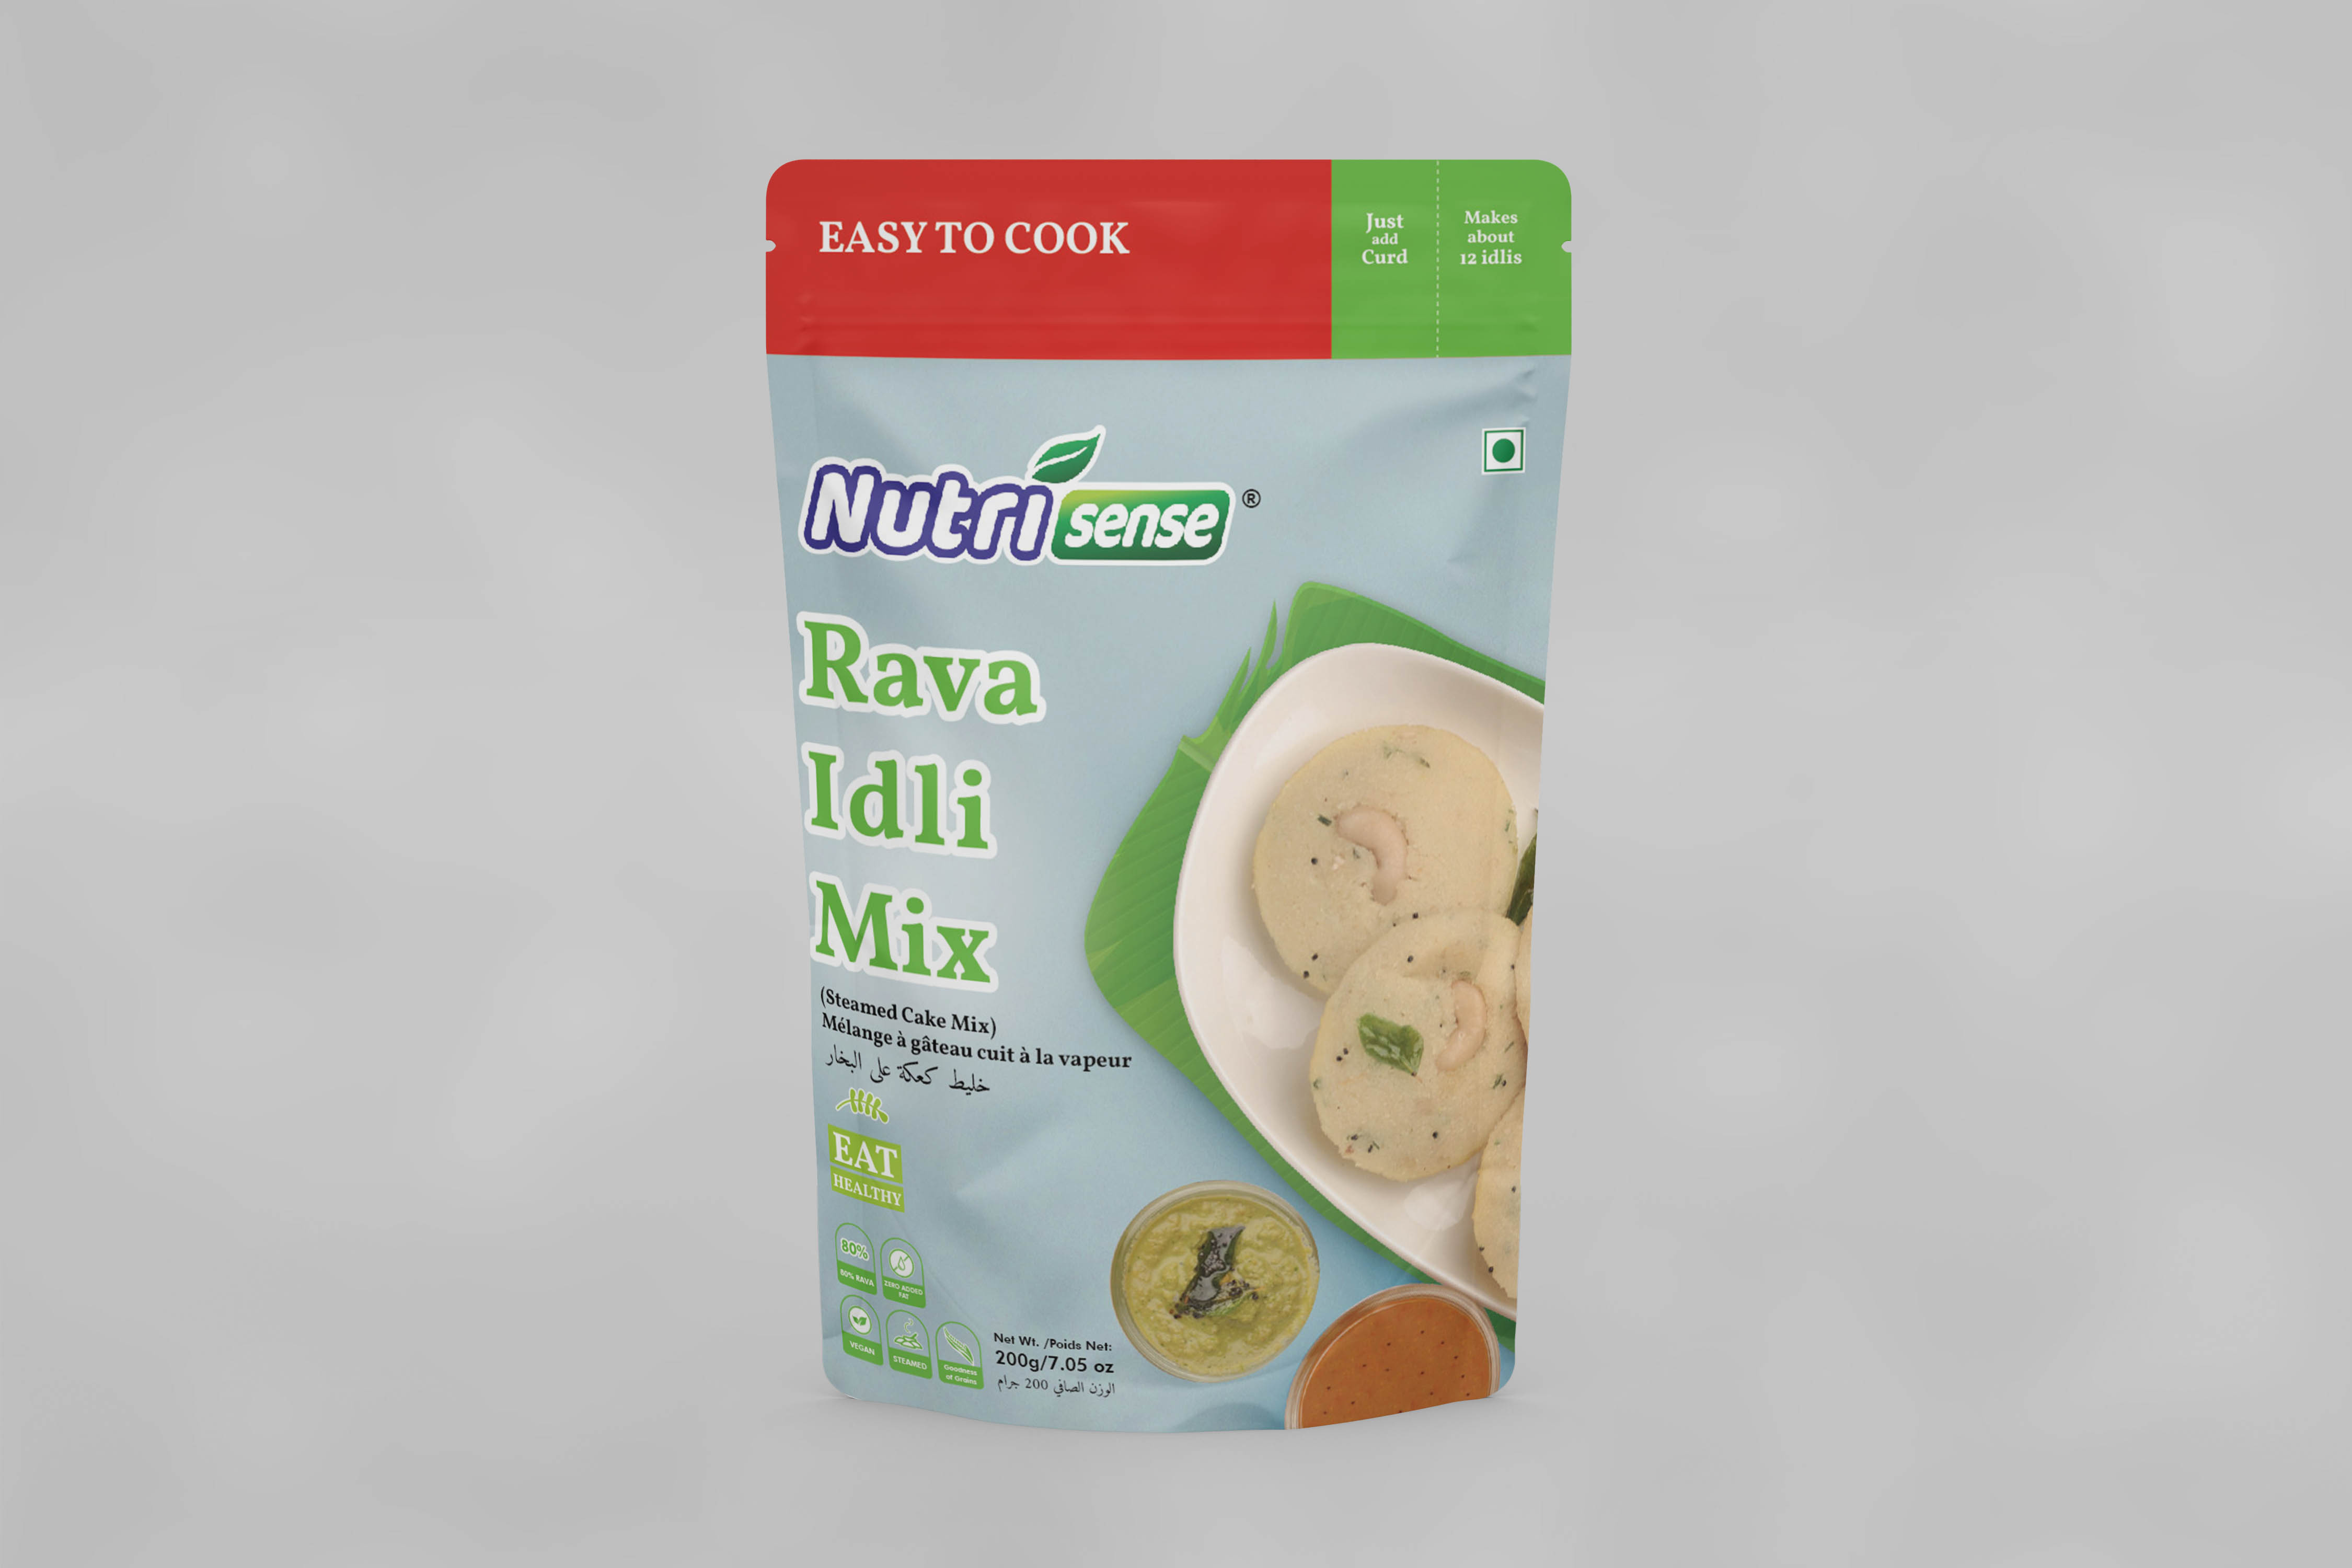 EASY TO COOK
Just
add
Curd
Makes
about
12 idlis
Nutrisense®
Rava
Idli
Mix
(Steamed Cake Mix)
Mélange à gâteau cuit à la vapeur
خليط كعكة على البخار
EAT
HEALTHY
80%
80% RAVA
ZERO ADDED
FAT
VEGAN
STEAMED
Goodness
of Grains
Net Wt. /Poids Net:
200g/7.05 oz
الوزن الصافي 200 جرام